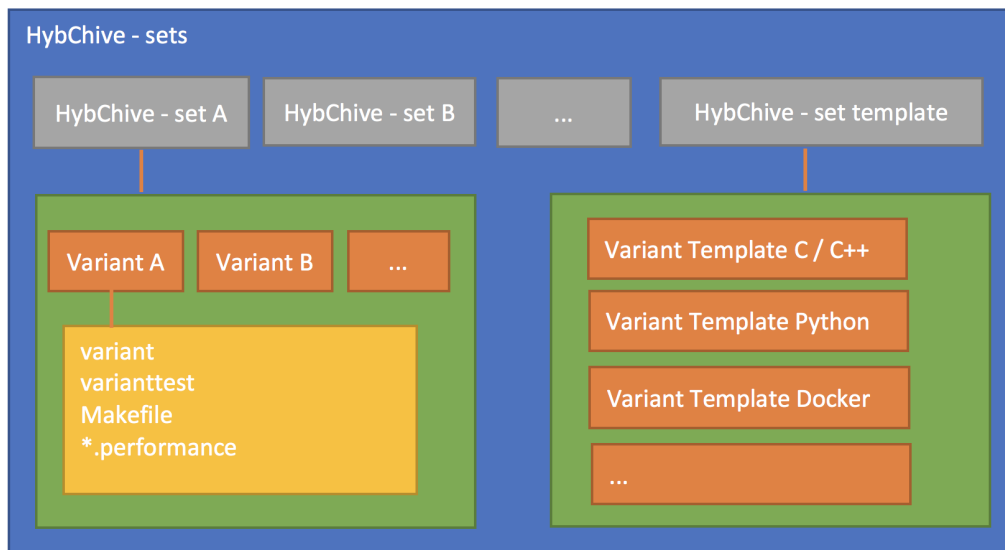 HybChive - sets
HybChive - set A
HybChive - set B
...
HybChive - set template
Variant A
Variant B
...
variant
varianttest
Makefile
*.performance
Variant Template C / C++
Variant Template Python
Variant Template Docker
...